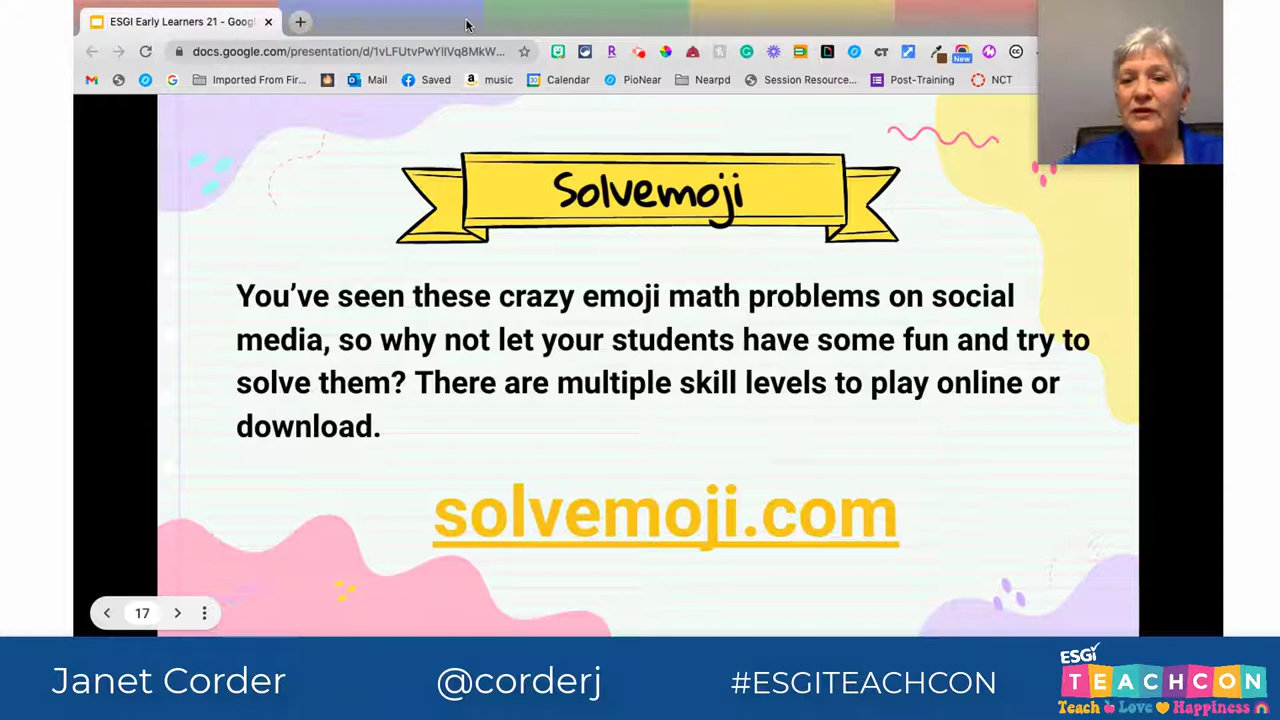 ESGI Early Learners 21 - Goog
docs.google.com/presentation/d/1vLFUtvPwYlIVq8MkW...
New
Imported From Fir...
Mail
Saved
music
Calendar
PioNear
Nearpd
Session Resource...
Post-Training
NCT
Solvemoji
You've seen these crazy emoji math problems on social
media, so why not let your students have some fun and try to
solve them? There are multiple skill levels to play online or
download.
solvemoji.com
17
Janet Corder
@corderj
#ESGITEACHCON
ESGI
TEACHCON
Teach Love Happiness